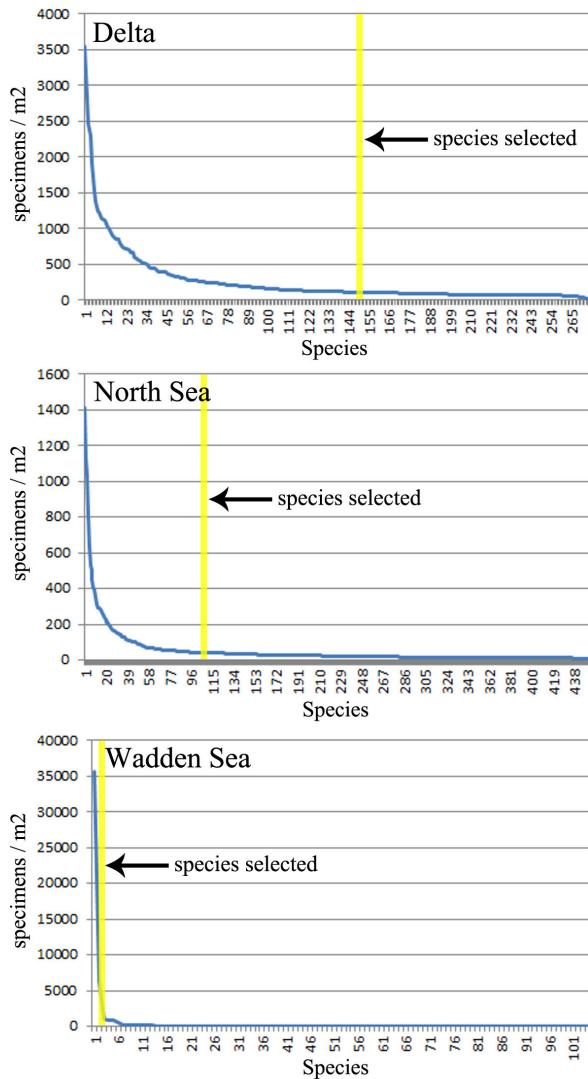 Delta
4000
3500
3000
2500
2000
1500
1000
500
0
specimens / m2
species selected
1 12 23 34 45 56 67 78 89 100 111 122 133 144 155 166 177 188 199 210 221 232 243 254 265
Species
North Sea
1600
1400
1200
1000
800
600
400
200
0
specimens / m2
species selected
1 20 39 58 77 96 115 134 153 172 191 210 229 248 267 286 305 324 343 362 381 400 419 438
Species
Wadden Sea
40000
35000
30000
25000
20000
15000
10000
5000
0
specimens / m2
species selected
1 6 11 16 21 26 31 36 41 46 51 56 61 66 71 76 81 86 91 96 101
Species